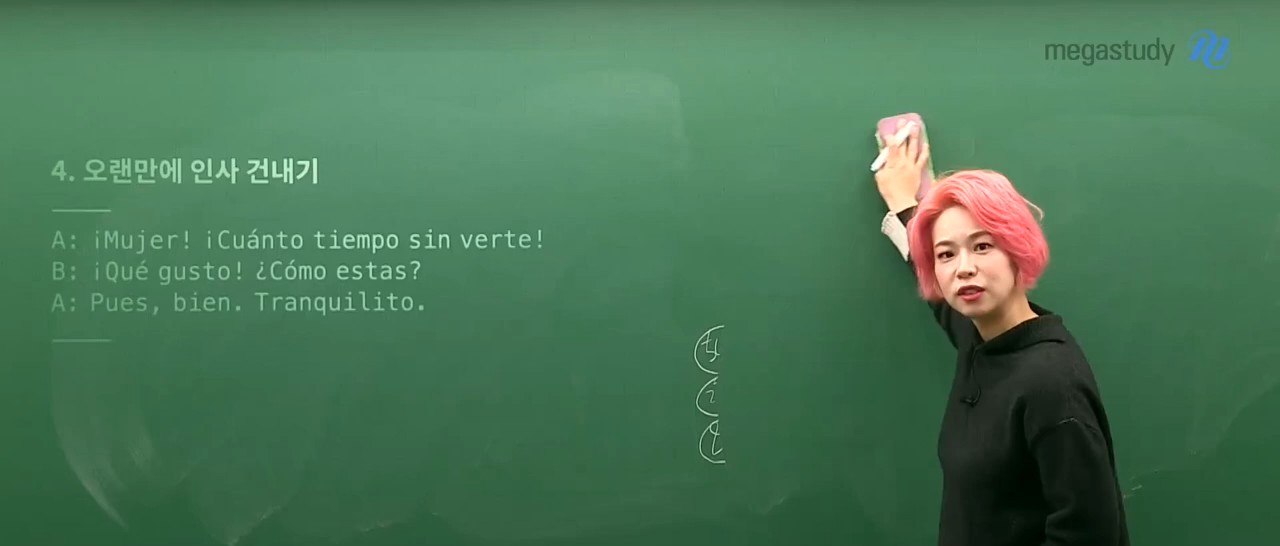 megastudy
4. 오랜만에 인사 건내기
A: ¡Mujer! ¡Cuánto tiempo sin verte!
B: ¡Qué gusto! ¿Cómo estas?
A: Pues, bien. Tranquilito.